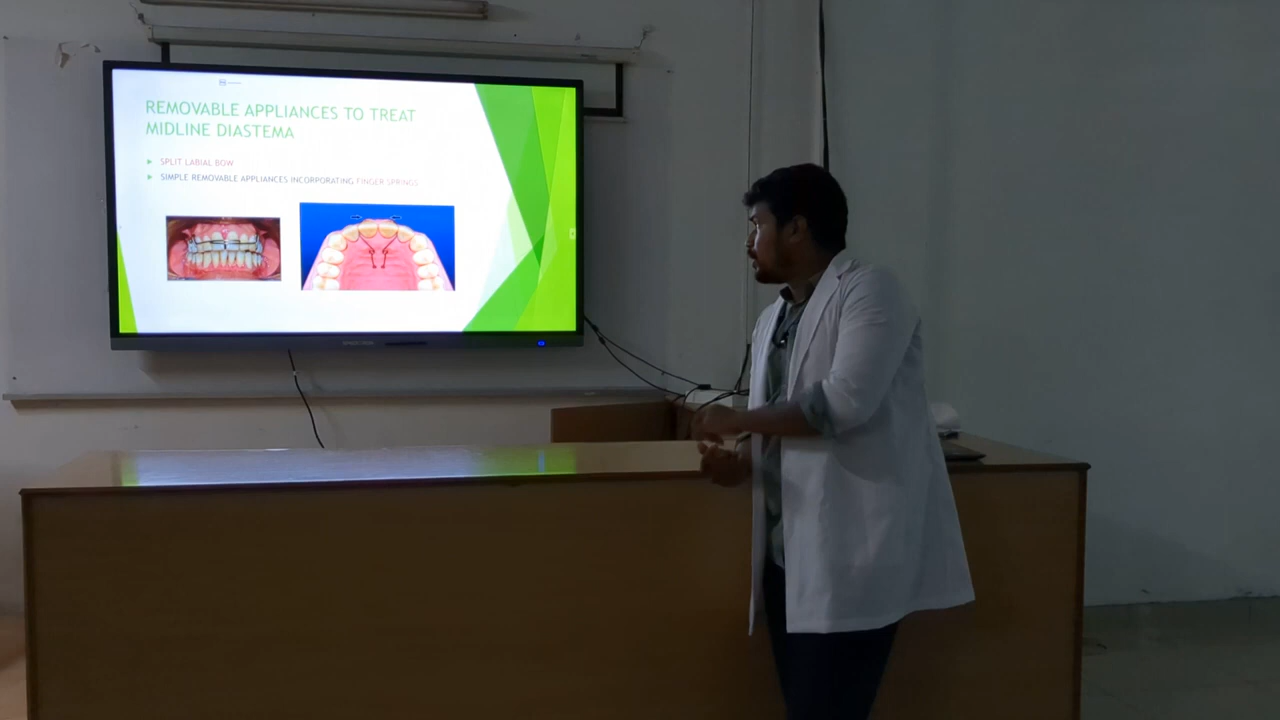 REMOVABLE APPLIANCES TO TREAT
MIDLINE DIASTEMA
SPLIT LABIAL BOW
SIMPLE REMOVABLE APPLIANCES INCORPORATING FINGER SPRINGS